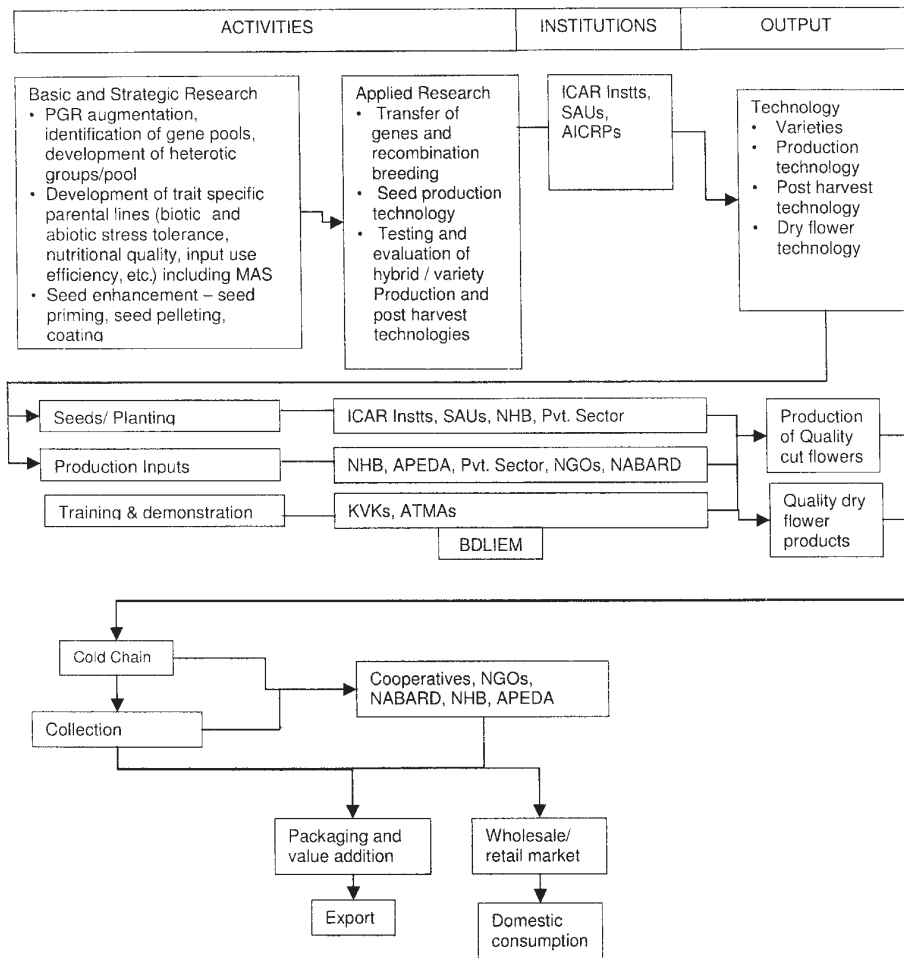 ACTIVITIES
INSTITUTIONS
OUTPUT
Basic and Strategic Research
• PGR augmentation,
identification of gene pools,
development of heterotic
groups/pool
• Development of trait specific
parental lines (biotic and
abiotic stress tolerance,
nutritional quality, input use
efficiency, etc.) including MAS
• Seed enhancement – seed
priming, seed pelleting,
coating
Applied Research
• Transfer of
genes and
recombination
breeding
• Seed production
technology
• Testing and
evaluation of
hybrid / variety
Production and
post harvest
technologies
ICAR Instts,
SAUs,
AICRPs
Technology
• Varieties
• Production
technology
• Post harvest
technology
• Dry flower
technology
Seeds/ Planting
ICAR Instts, SAUs, NHB, Pvt. Sector
Production
of Quality
cut flowers
Production Inputs
NHB, APEDA, Pvt. Sector, NGOs, NABARD
Training & demonstration
KVKs, ATMAs
Quality dry
flower
products
BDLIEM
Cold Chain
Collection
Cooperatives, NGOs,
NABARD, NHB, APEDA
Packaging and
value addition
Wholesale/
retail market
Export
Domestic
consumption